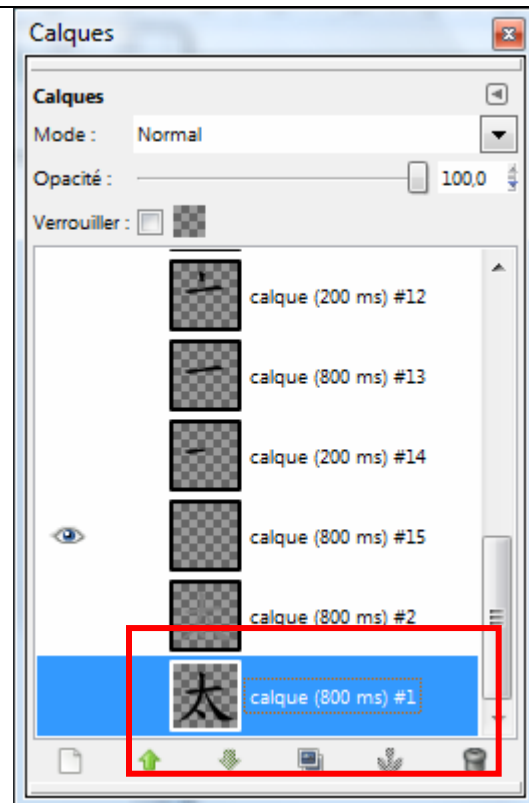 Calques
Calques
Mode : Normal
Opacité : 100,0
Verrouiller :
calque (200 ms) #12
calque (800 ms) #13
calque (200 ms) #14
calque (800 ms) #15
calque (800 ms) #2
太 calque (800 ms) #1